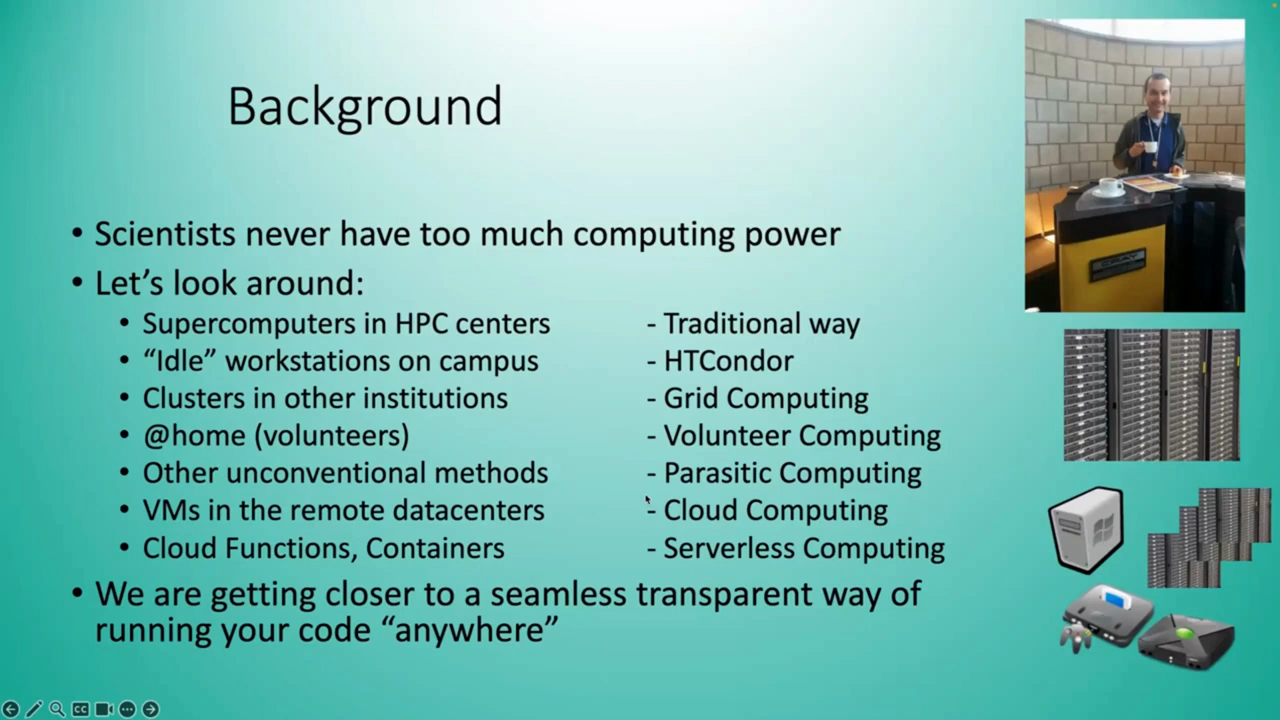 Background
• Scientists never have too much computing power
• Let’s look around:
• Supercomputers in HPC centers - Traditional way
• “Idle” workstations on campus - HTCondor
• Clusters in other institutions - Grid Computing
• @home (volunteers) - Volunteer Computing
• Other unconventional methods - Parasitic Computing
• VMs in the remote datacenters - Cloud Computing
• Cloud Functions, Containers - Serverless Computing
• We are getting closer to a seamless transparent way of
running your code “anywhere”
CRAY
CC